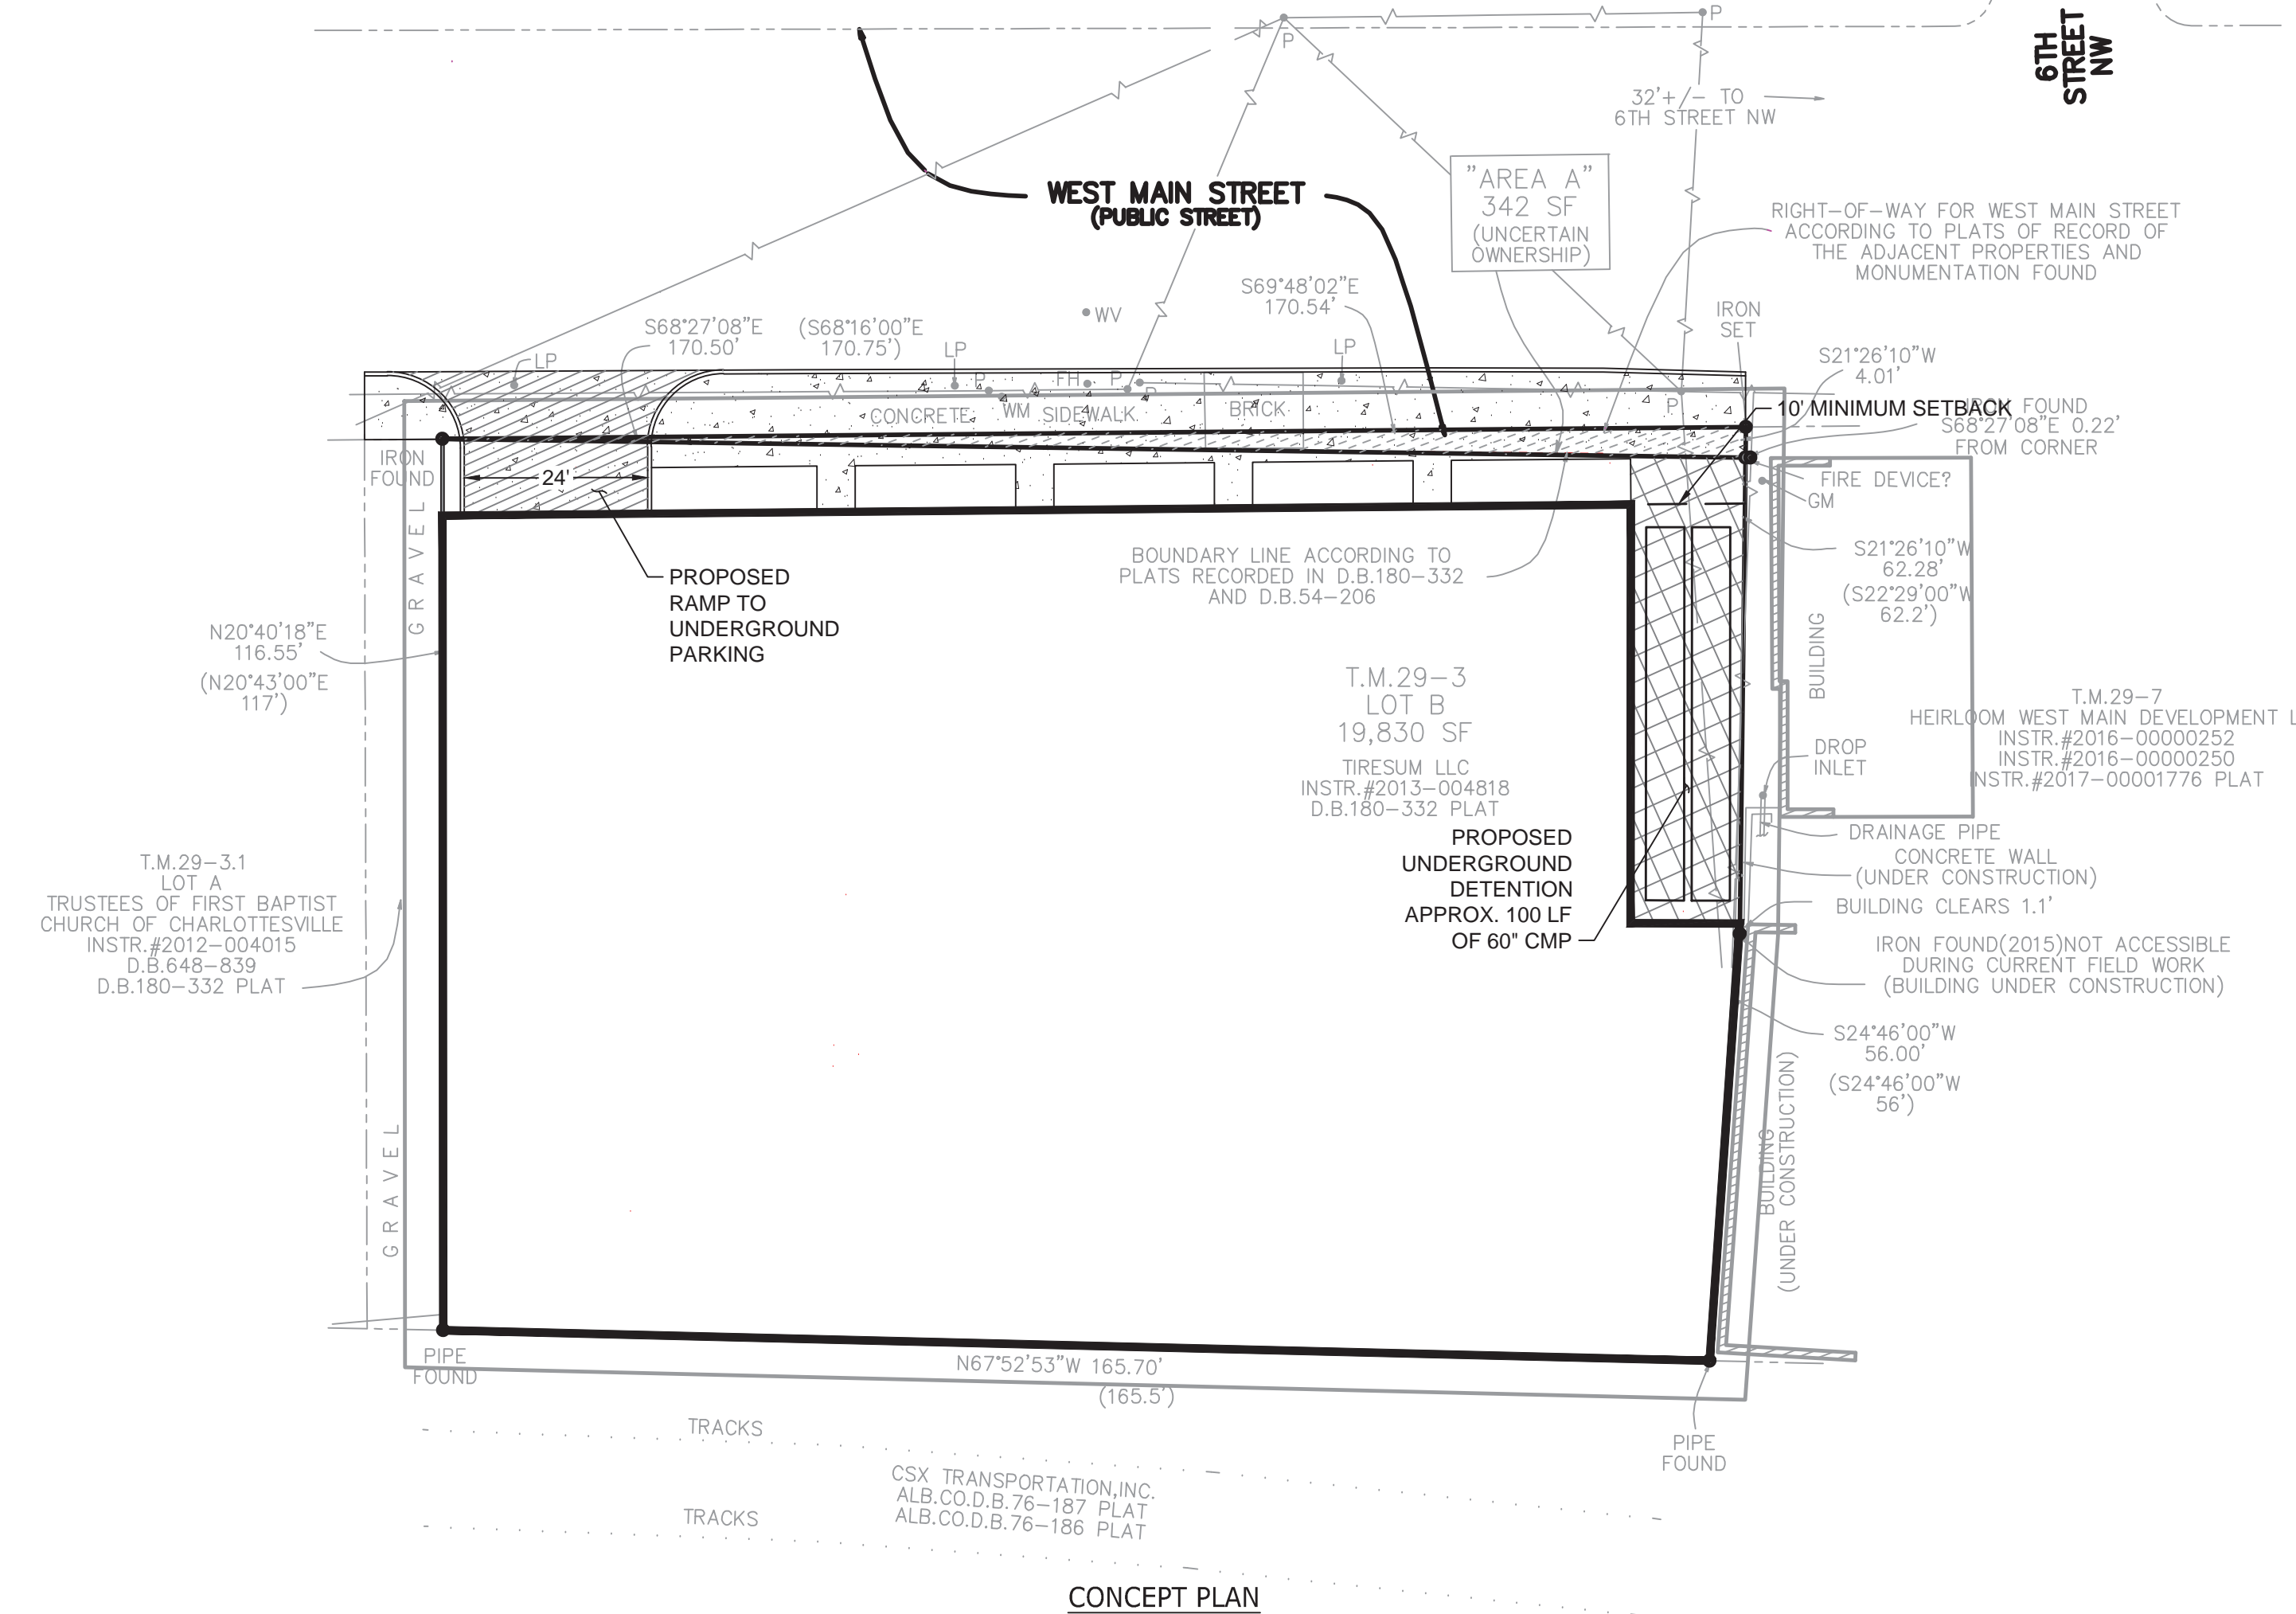 P
P
6TH
STREET
NW
32'+/- TO
6TH STREET NW
WEST MAIN STREET
(PUBLIC STREET)
"AREA A"
342 SF
(UNCERTAIN
OWNERSHIP)
RIGHT-OF-WAY FOR WEST MAIN STREET
ACCORDING TO PLATS OF RECORD OF
THE ADJACENT PROPERTIES AND
MONUMENTATION FOUND
S69°48'02"E
170.54'
WV
IRON
SET
S68°27'08"E
170.50'
(S68°16'00"E
170.75')
LP
LP
LP
S21°26'10"W
4.01'
P
FH
P
P
P
CONCRETE
WM
SIDEWALK
BRICK
10' MINIMUM SETBACK
IRON FOUND
S68°27'08"E 0.22'
FROM CORNER
IRON
FOUND
24'
FIRE DEVICE?
GM
GRAVEL
PROPOSED
RAMP TO
UNDERGROUND
PARKING
BOUNDARY LINE ACCORDING TO
PLATS RECORDED IN D.B.180-332
AND D.B.54-206
S21°26'10"W
62.28'
(S22°29'00"W
62.2')
BUILDING
N20°40'18"E
116.55'
(N20°43'00"E
117')
T.M.29-3
LOT B
19,830 SF
TIRESUM LLC
INSTR.#2013-004818
D.B.180-332 PLAT
T.M.29-7
HEIRLOOM WEST MAIN DEVELOPMENT L
INSTR.#2016-00000252
INSTR.#2016-00000250
INSTR.#2017-00001776 PLAT
DROP
INLET
PROPOSED
UNDERGROUND
DETENTION
APPROX. 100 LF
OF 60" CMP
DRAINAGE PIPE
CONCRETE WALL
(UNDER CONSTRUCTION)
BUILDING CLEARS 1.1'
IRON FOUND(2015)NOT ACCESSIBLE
DURING CURRENT FIELD WORK
(BUILDING UNDER CONSTRUCTION)
T.M.29-3.1
LOT A
TRUSTEES OF FIRST BAPTIST
CHURCH OF CHARLOTTESVILLE
INSTR.#2012-004015
D.B.648-839
D.B.180-332 PLAT
S24°46'00"W
56.00'
(S24°46'00"W
56')
GRAVEL
BUILDING
(UNDER CONSTRUCTION)
PIPE
FOUND
N67°52'53"W 165.70'
(165.5')
PIPE
FOUND
TRACKS
CSX TRANSPORTATION,INC.
ALB.CO.D.B.76-187 PLAT
ALB.CO.D.B.76-186 PLAT
TRACKS
CONCEPT PLAN